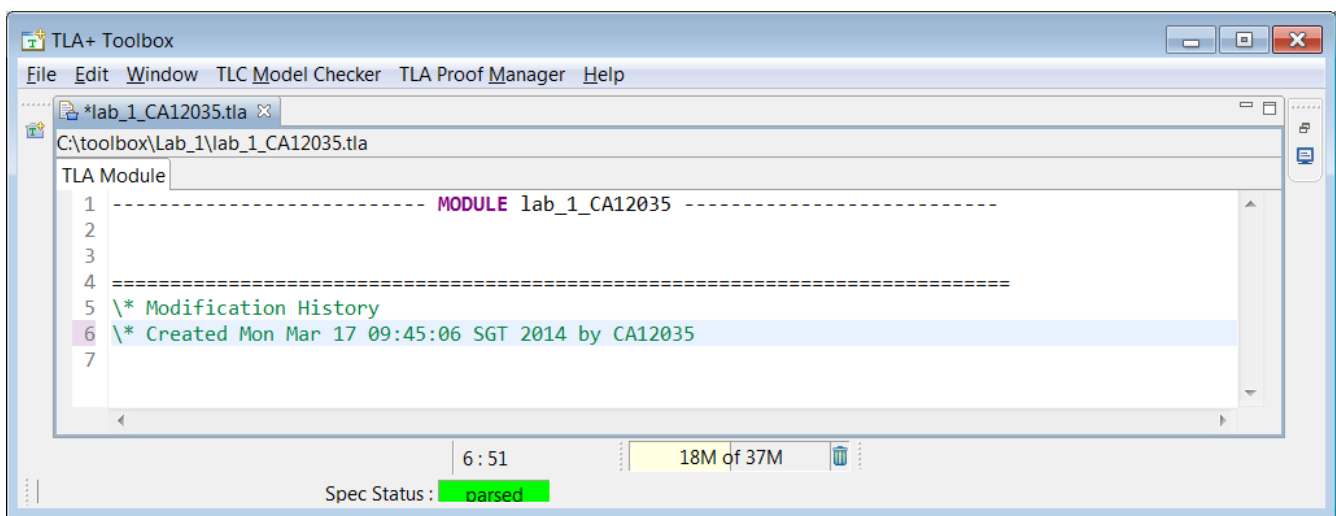 TLA+ Toolbox
File Edit Window TLC Model Checker TLA Proof Manager Help
*lab_1_CA12035.tla
C:\toolbox\Lab_1\lab_1_CA12035.tla
TLA Module
1 --------------------------- MODULE lab_1_CA12035 ---------------------------
2
3
4 =============================================================================
5 \* Modification History
6 \* Created Mon Mar 17 09:45:06 SGT 2014 by CA12035
7
6 : 51 18M of 37M
Spec Status : parsed